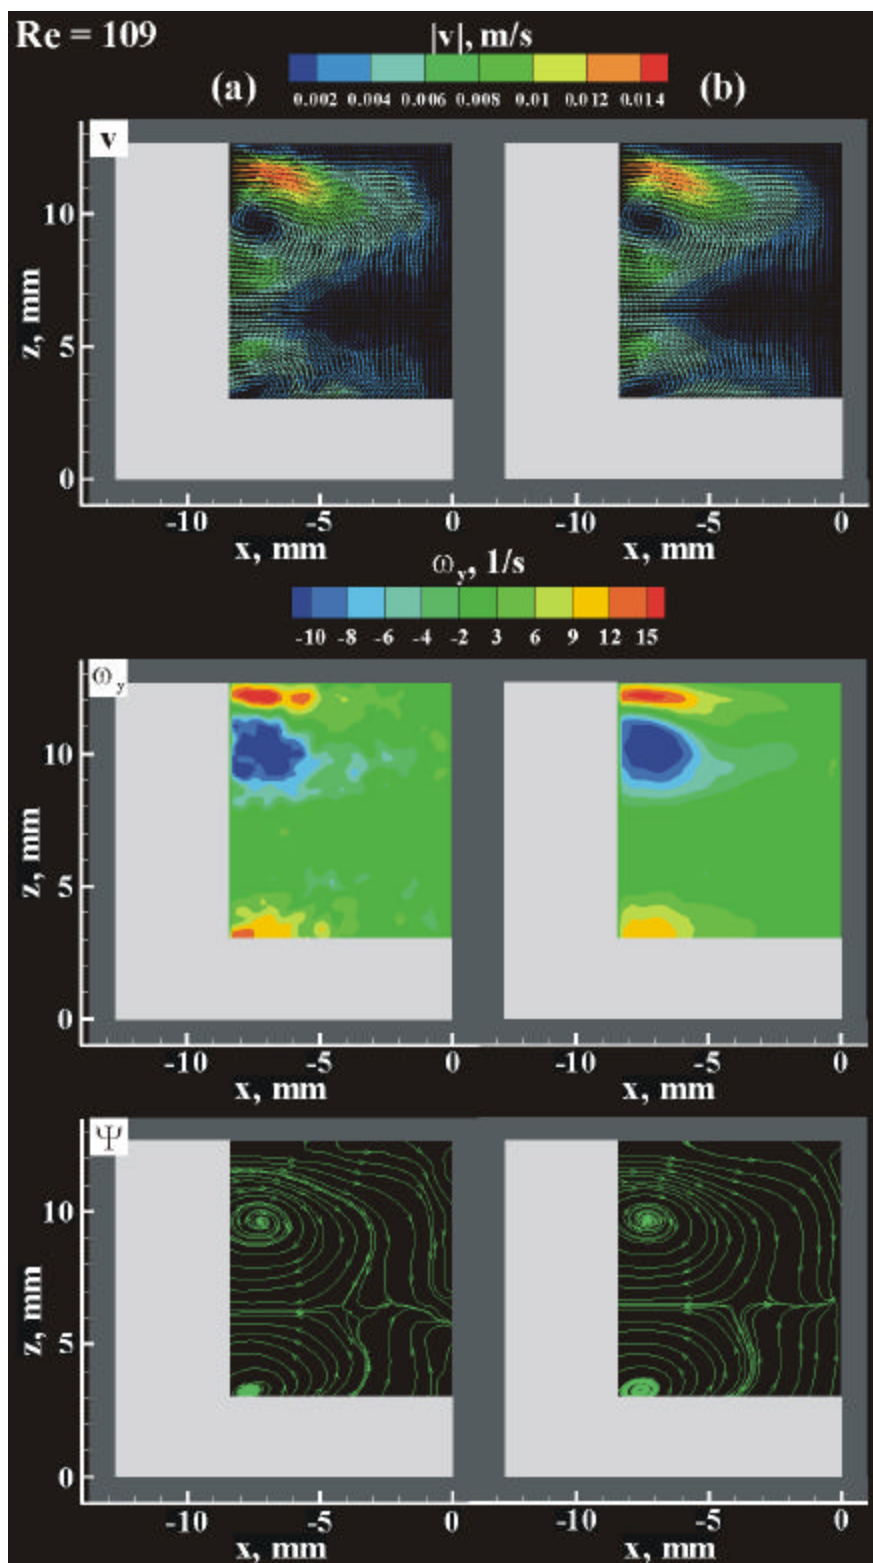 Re = 109
|v|, m/s
(a) (b)
0.002 0.004 0.006 0.008 0.01 0.012 0.014
v
10
5
0
z, mm
-10 -5 0 -10 -5 0
x, mm x, mm
ω_y, 1/s
-10 -8 -6 -4 -2 3 6 9 12 15
ω_y
10
5
0
z, mm
-10 -5 0 -10 -5 0
x, mm x, mm
Ψ
10
5
0
z, mm
-10 -5 0 -10 -5 0
x, mm x, mm